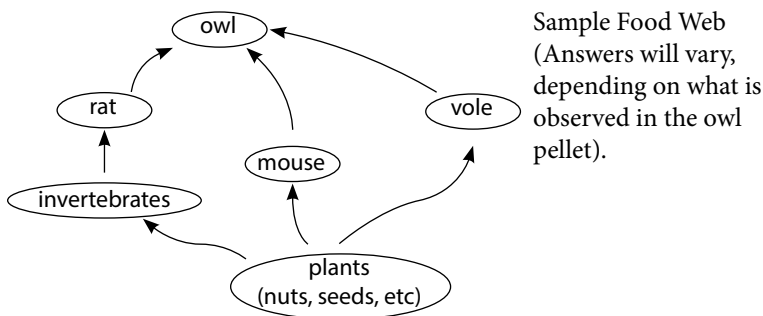 owl
Sample Food Web
(Answers will vary,
depending on what is
observed in the owl
pellet).
rat
vole
mouse
invertebrates
plants
(nuts, seeds, etc)